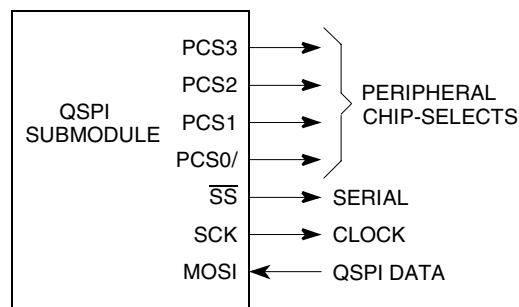 QSPI
SUBMODULE
PCS3
PCS2
PCS1
PCS0/
SS
SCK
MOSI
PERIPHERAL
CHIP-SELECTS
SERIAL
CLOCK
QSPI DATA